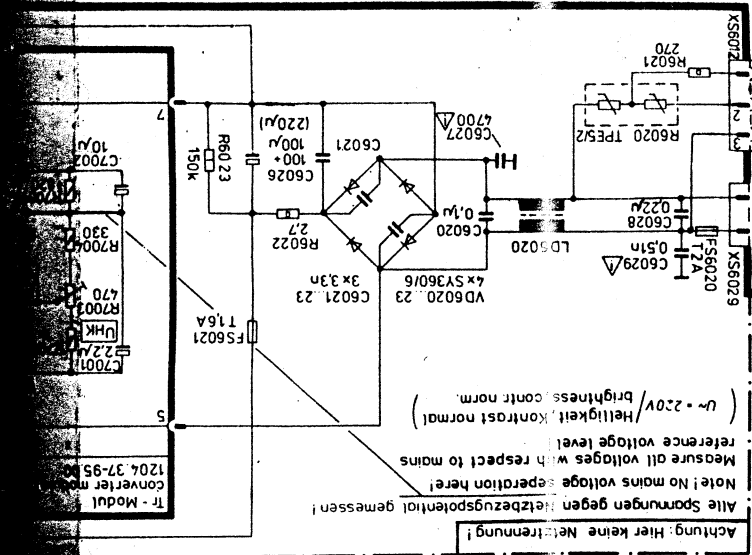 Achtung: Hier keine Netztrennung!
Alle Spannungen gegen Netzbezugspotential gemessen!
Note! No mains voltage seperation here!
Measure all voltages with respect to mains
reference voltage level
( U~ = 220V / Helligkeit, Kontrast normal
brightness, contr. norm. )
Tr - Modul
converter
1204.37-95.00
5
XS6029
FS6020
T 2A
C6029
0,51n
C6028
0,22µ
LD5020
VD6020...23
4x SY360/6
C6020
0,1µ
C6021...23
3x 3,3n
R6022
2,7
FS6021
T1,6A
C7001
2,2µ
UHK
R7003
470
R7004
330
C7002
10µ
C6021
C6026
100+
100µ
(220µ)
R6023
150k
7
C6027
4700
R6020
TPE5/2
R6021
270
XS6012
3
2